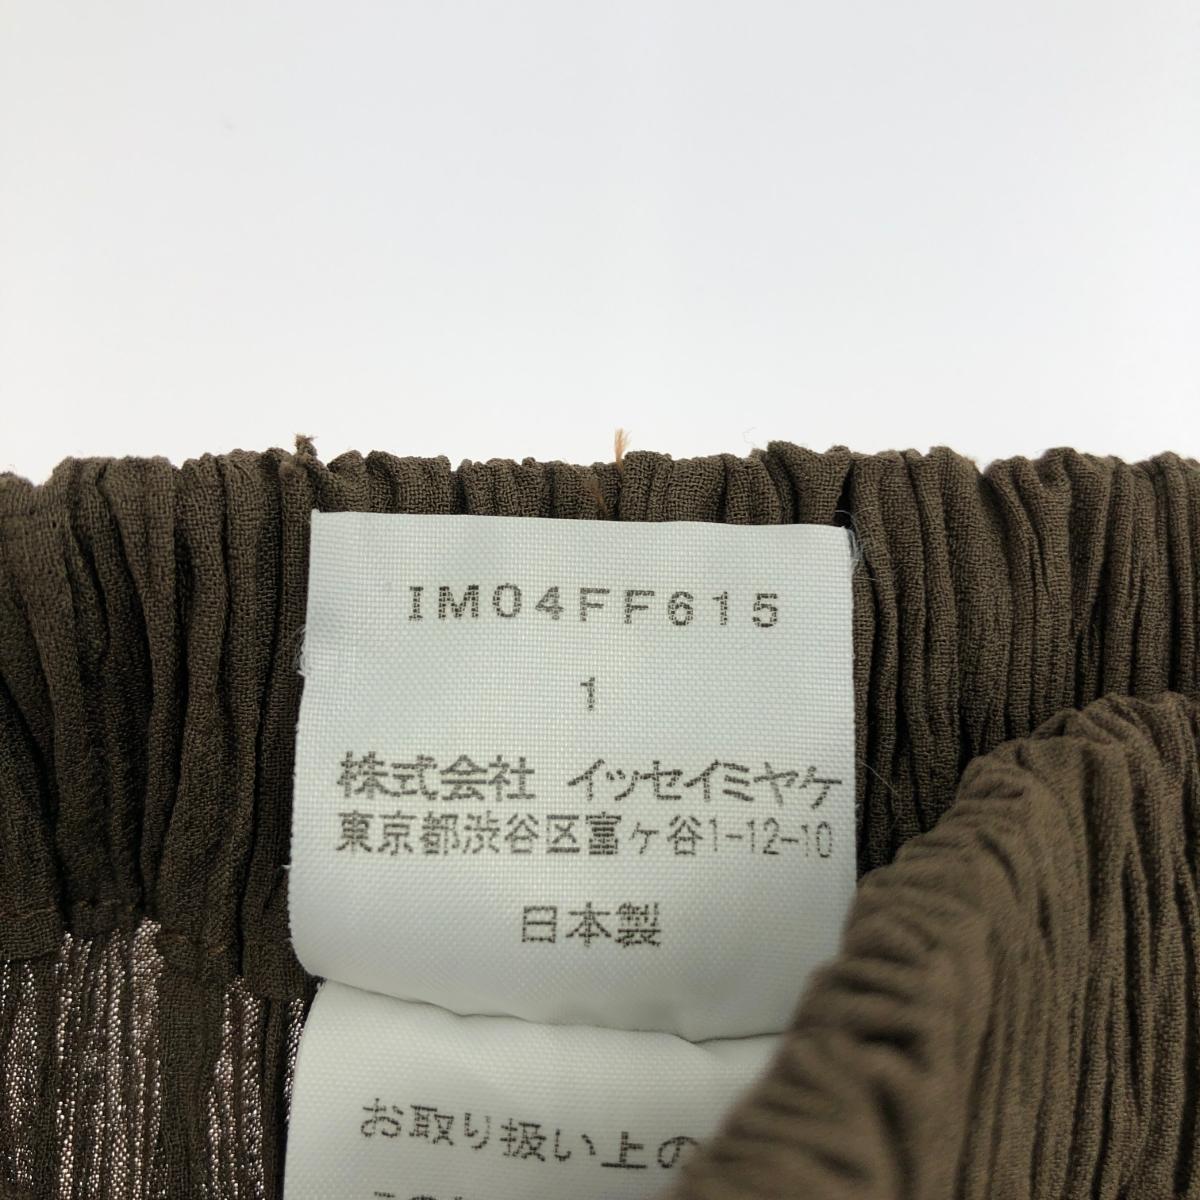 IM04FF615
1
株式会社 イッセイミヤケ
東京都渋谷区富ヶ谷1-12-10
日本製
お取り扱い上の